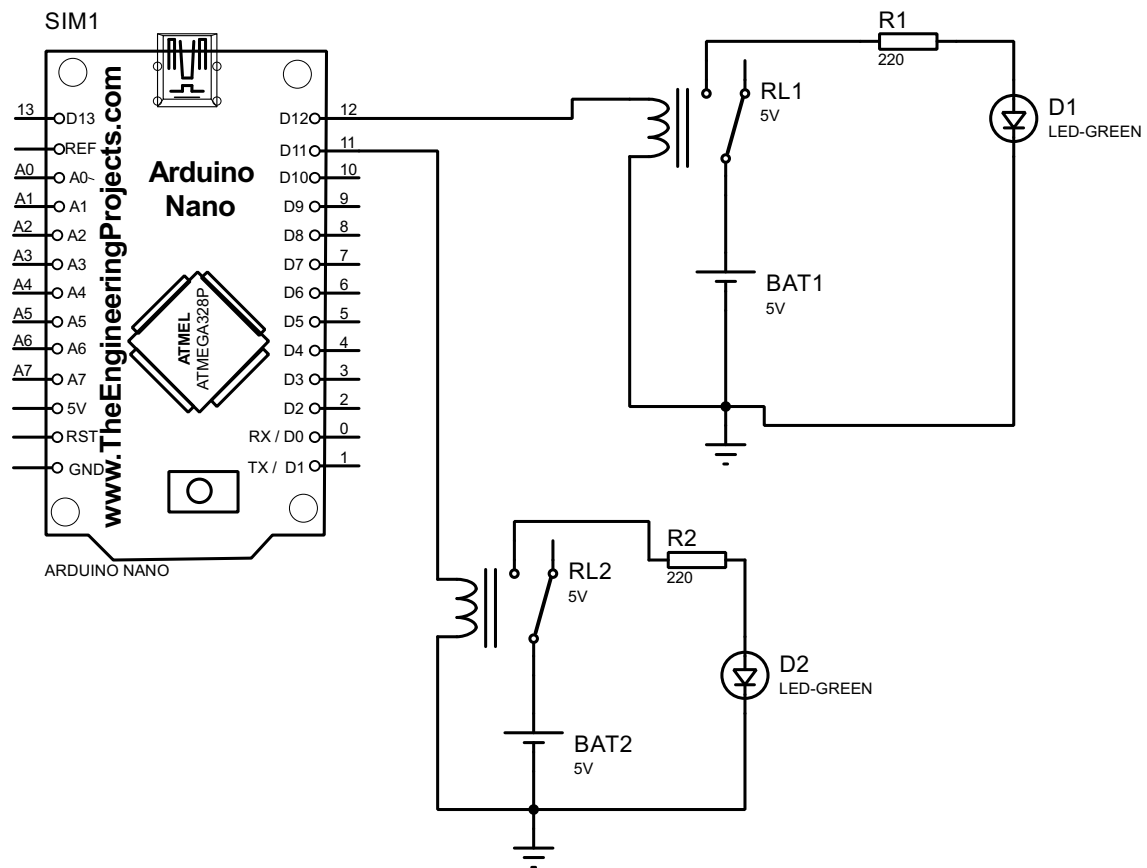 SIM1
www.TheEngineeringProjects.com
Arduino
Nano
ATMEL
ATMEGA328P
13
D13
REF
A0
A0~
A1
A1
A2
A2
A3
A3
A4
A4
A5
A5
A6
A6
A7
A7
5V
RST
GND
D12
12
D11
11
D10
10
D9
9
D8
8
D7
7
D6
6
D5
5
D4
4
D3
3
D2
2
RX / D0
0
TX / D1
1
ARDUINO NANO
R1
220
RL1
5V
D1
LED-GREEN
BAT1
5V
R2
220
RL2
5V
D2
LED-GREEN
BAT2
5V